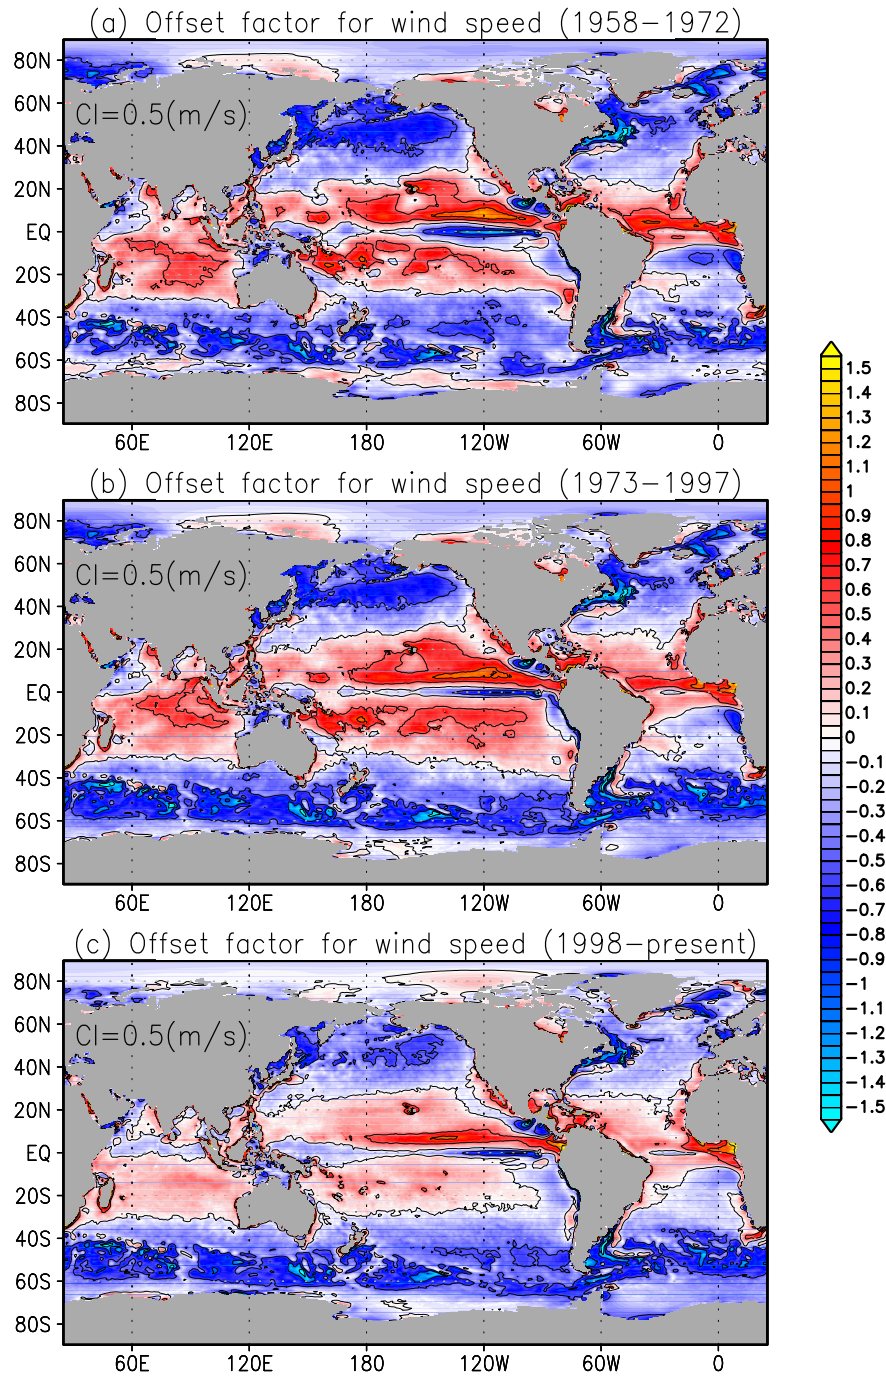 (a) Offset factor for wind speed (1958−1972)
80N
60N
40N
20N
EQ
20S
40S
60S
80S
CI=0.5(m/s)
60E 120E 180 120W 60W 0
(b) Offset factor for wind speed (1973−1997)
80N
60N
40N
20N
EQ
20S
40S
60S
80S
CI=0.5(m/s)
60E 120E 180 120W 60W 0
(c) Offset factor for wind speed (1998−present)
80N
60N
40N
20N
EQ
20S
40S
60S
80S
CI=0.5(m/s)
60E 120E 180 120W 60W 0
1.5
1.4
1.3
1.2
1.1
1
0.9
0.8
0.7
0.6
0.5
0.4
0.3
0.2
0.1
0
−0.1
−0.2
−0.3
−0.4
−0.5
−0.6
−0.7
−0.8
−0.9
−1
−1.1
−1.2
−1.3
−1.4
−1.5